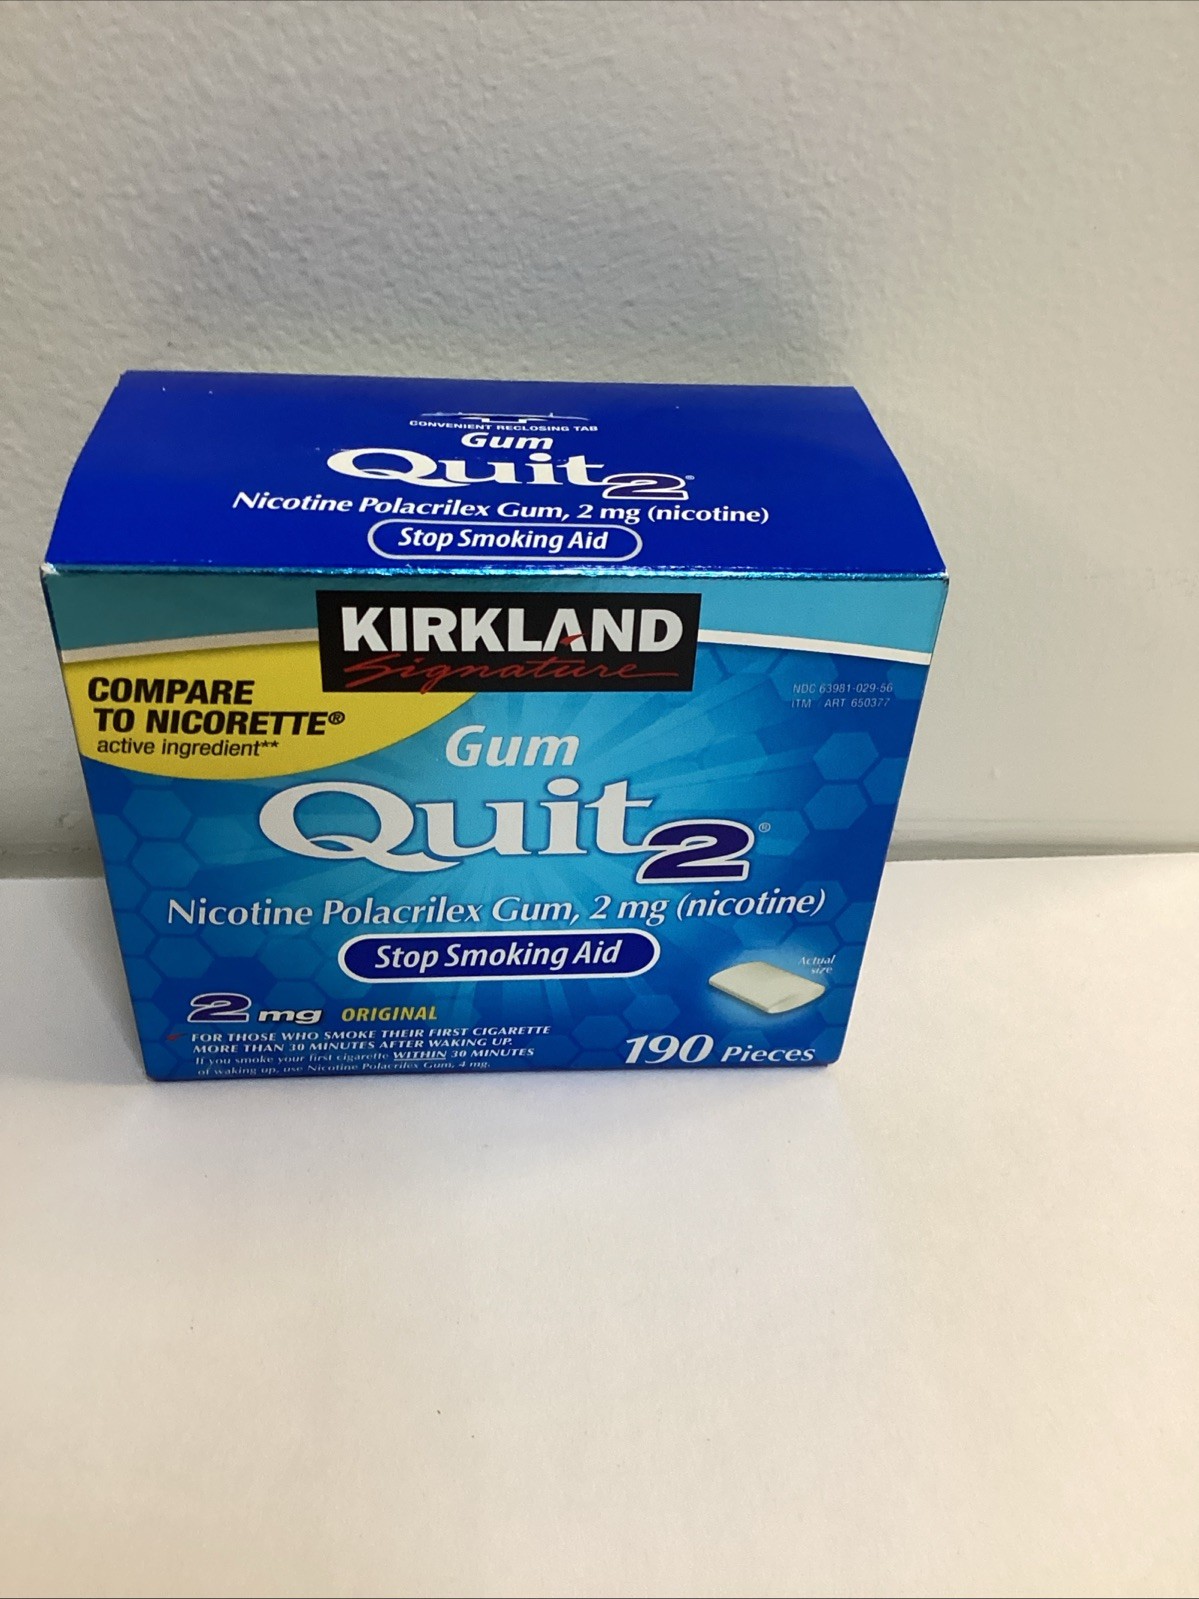 CONVENIENT RECLOSING TAB
Gum
Quit2®
Nicotine Polacrilex Gum, 2 mg (nicotine)
Stop Smoking Aid
KIRKLAND
Signature
COMPARE
TO NICORETTE®
active ingredient**
NDC 63981-029-56
ITM / ART 650377
Gum
Quit2®
Nicotine Polacrilex Gum, 2 mg (nicotine)
Stop Smoking Aid
Actual
size
2 mg ORIGINAL
FOR THOSE WHO SMOKE THEIR FIRST CIGARETTE
MORE THAN 30 MINUTES AFTER WAKING UP.
If you smoke your first cigarette WITHIN 30 MINUTES
of waking up, use Nicotine Polacrilex Gum, 4 mg.
190 Pieces